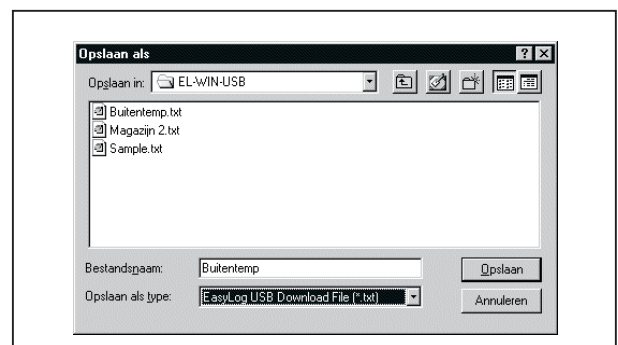 Opslaan als
Opslaan in: EL-WIN-USB
Buitentemp.txt
Magazijn 2.txt
Sample.txt
Bestandsnaam: Buitentemp Opslaan
Opslaan als type: EasyLog USB Download File (*.txt) Annuleren